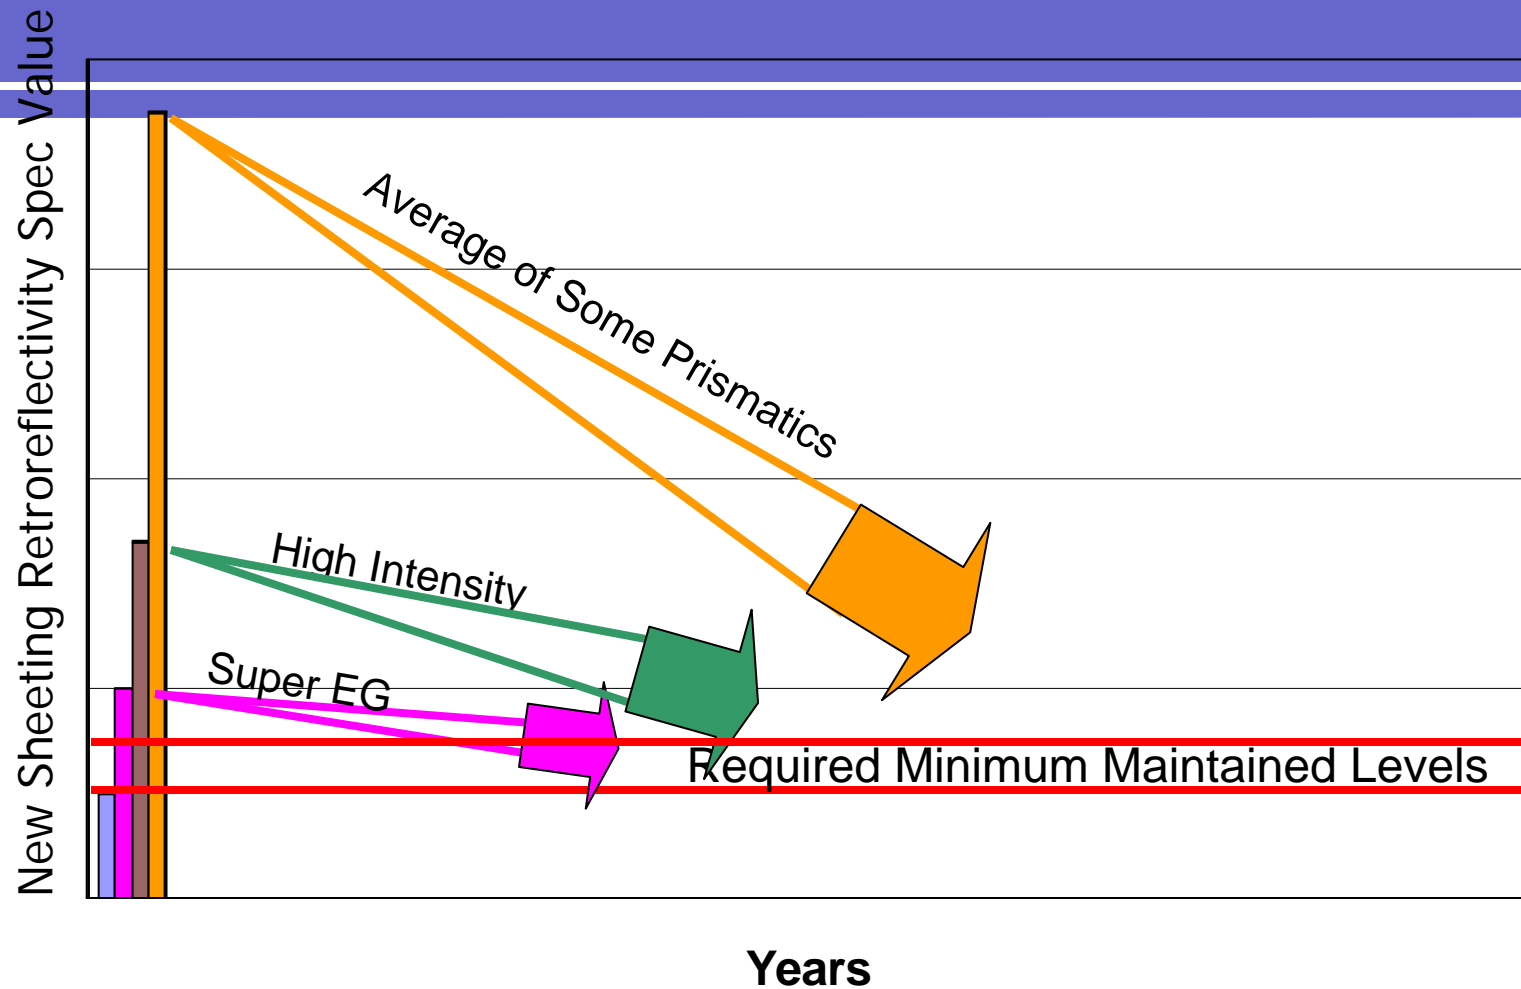 New Sheeting Retroreflectivity Spec Value
Average of Some Prismatics
High Intensity
Super EG
Required Minimum Maintained Levels
Years